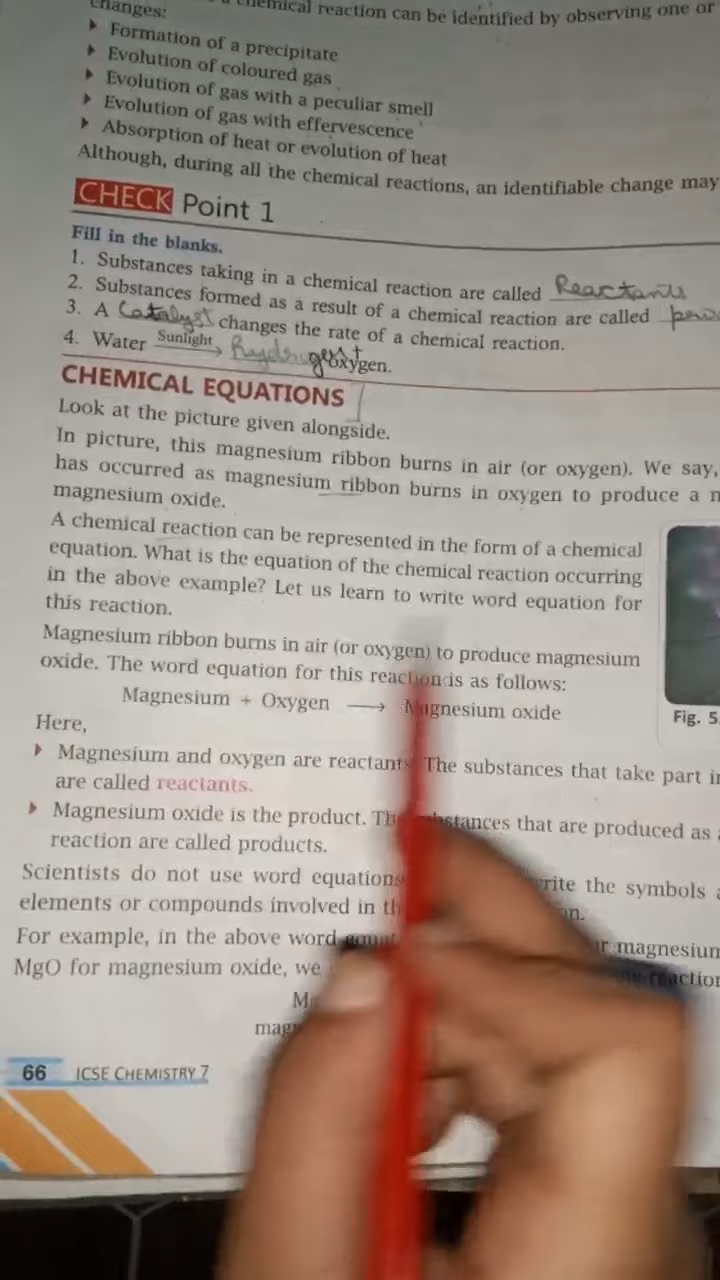 changes:
chemical reaction can be identified by observing one or
▸ Formation of a precipitate
▸ Evolution of coloured gas
▸ Evolution of gas with a peculiar smell
▸ Evolution of gas with effervescence
▸ Absorption of heat or evolution of heat
Although, during all the chemical reactions, an identifiable change may
CHECK Point 1
Fill in the blanks.
1. Substances taking in a chemical reaction are called Reactants
2. Substances formed as a result of a chemical reaction are called
3. A Catalyst changes the rate of a chemical reaction.
4. Water Sunlight → oxygen.
CHEMICAL EQUATIONS
Look at the picture given alongside.
In picture, this magnesium ribbon burns in air (or oxygen). We say,
has occurred as magnesium ribbon burns in oxygen to produce a
magnesium oxide.
A chemical reaction can be represented in the form of a chemical
equation. What is the equation of the chemical reaction occurring
in the above example? Let us learn to write word equation for
this reaction.
Magnesium ribbon burns in air (or oxygen) to produce magnesium
oxide. The word equation for this reaction is as follows:
Magnesium + Oxygen → Magnesium oxide
Fig. 5.
Here,
▸ Magnesium and oxygen are reactants. The substances that take part
are called reactants.
▸ Magnesium oxide is the product. The substances that are produced as
reaction are called products.
Scientists do not use word equations write the symbols
elements or compounds involved in
For example, in the above word magnesium
MgO for magnesium oxide, we reaction
66 ICSE CHEMISTRY 7